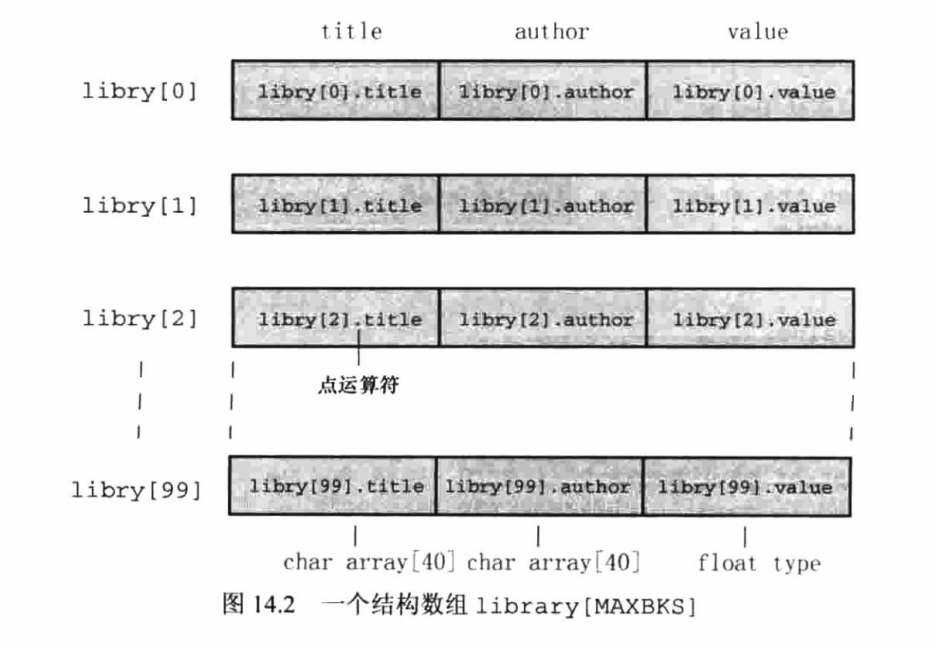 title author value
libry[0] libry[0].title libry[0].author libry[0].value
libry[1] libry[1].title libry[1].author libry[1].value
libry[2] libry[2].title libry[2].author libry[2].value
点运算符
libry[99] libry[99].title libry[99].author libry[99].value
char array[40] char array[40] float type
图 14.2 一个结构数组 library[MAXBKS]